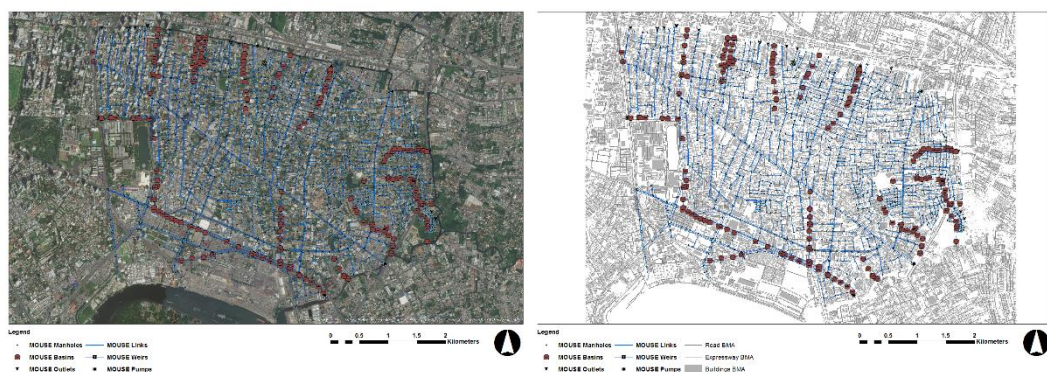 Legend
MOUSE Manholes MOUSE Links
MOUSE Basins MOUSE Weirs
MOUSE Outlets MOUSE Pumps
0 0.5 1 1.5 2
Kilometers
Legend
MOUSE Manholes MOUSE Links Road BMA
MOUSE Basins MOUSE Weirs Expressway BMA
MOUSE Outlets MOUSE Pumps Buildings BMA
0 0.5 1 1.5 2
Kilometers